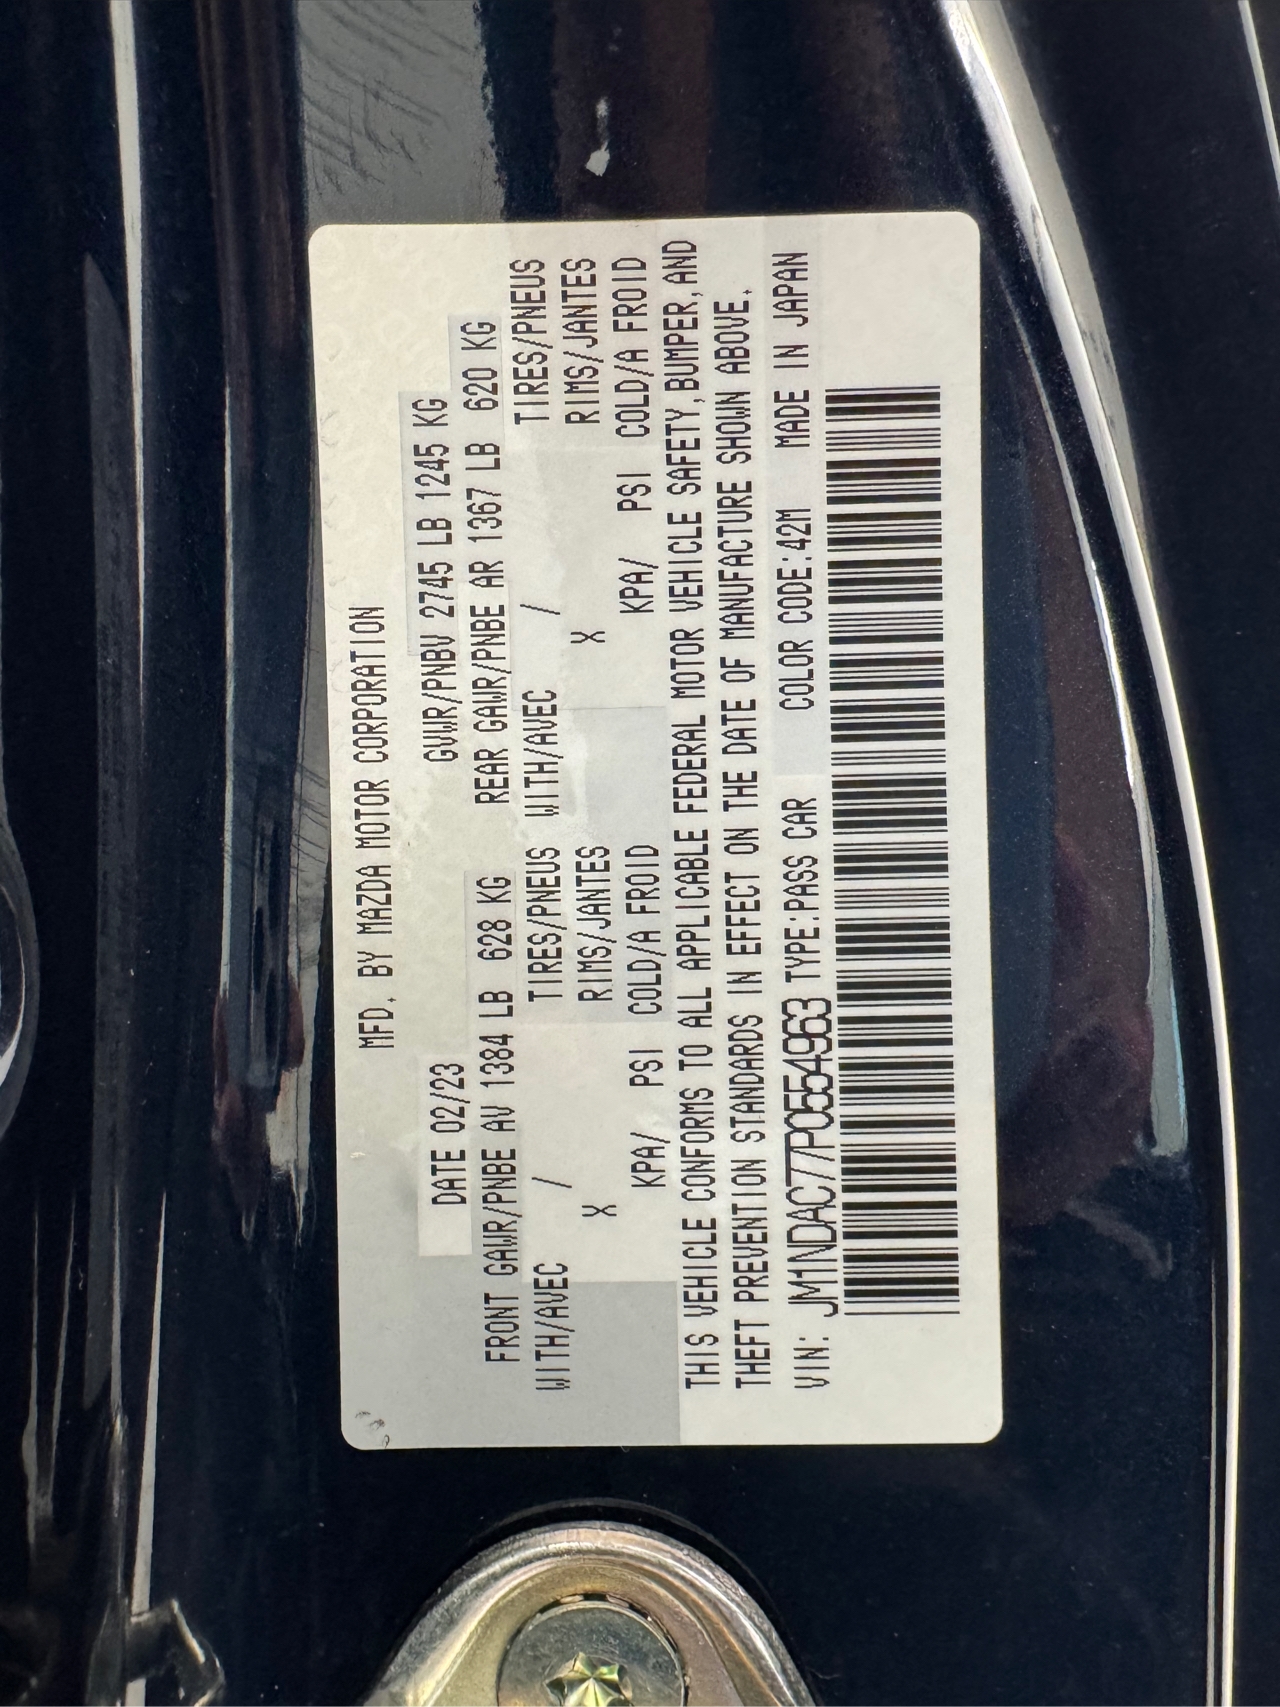 MFD. BY MAZDA MOTOR CORPORATION
DATE 02/23 GVWR/PNBV 2745 LB 1245 KG
FRONT GAWR/PNBE AV 1384 LB 628 KG REAR GAWR/PNBE AR 1367 LB 620 KG
WITH/AVEC / TIRES/PNEUS WITH/AVEC / TIRES/PNEUS
X RIMS/JANTES X RIMS/JANTES
KPA/ PSI COLD/A FROID KPA/ PSI COLD/A FROID
THIS VEHICLE CONFORMS TO ALL APPLICABLE FEDERAL MOTOR VEHICLE SAFETY,BUMPER,AND
THEFT PREVENTION STANDARDS IN EFFECT ON THE DATE OF MANUFACTURE SHOWN ABOVE.
VIN: JM1NDAC77P0554963 TYPE:PASS CAR COLOR CODE:42M MADE IN JAPAN